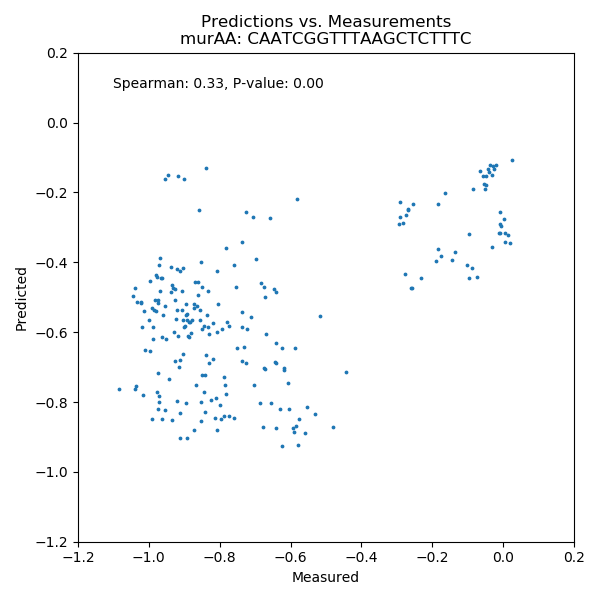 Predictions vs. Measurements
murAA: CAATCGGTTTAAGCTCTTTC
Spearman: 0.33, P-value: 0.00
0.2
0.0
−0.2
−0.4
−0.6
−0.8
−1.0
−1.2
Predicted
−1.2 −1.0 −0.8 −0.6 −0.4 −0.2 0.0 0.2
Measured